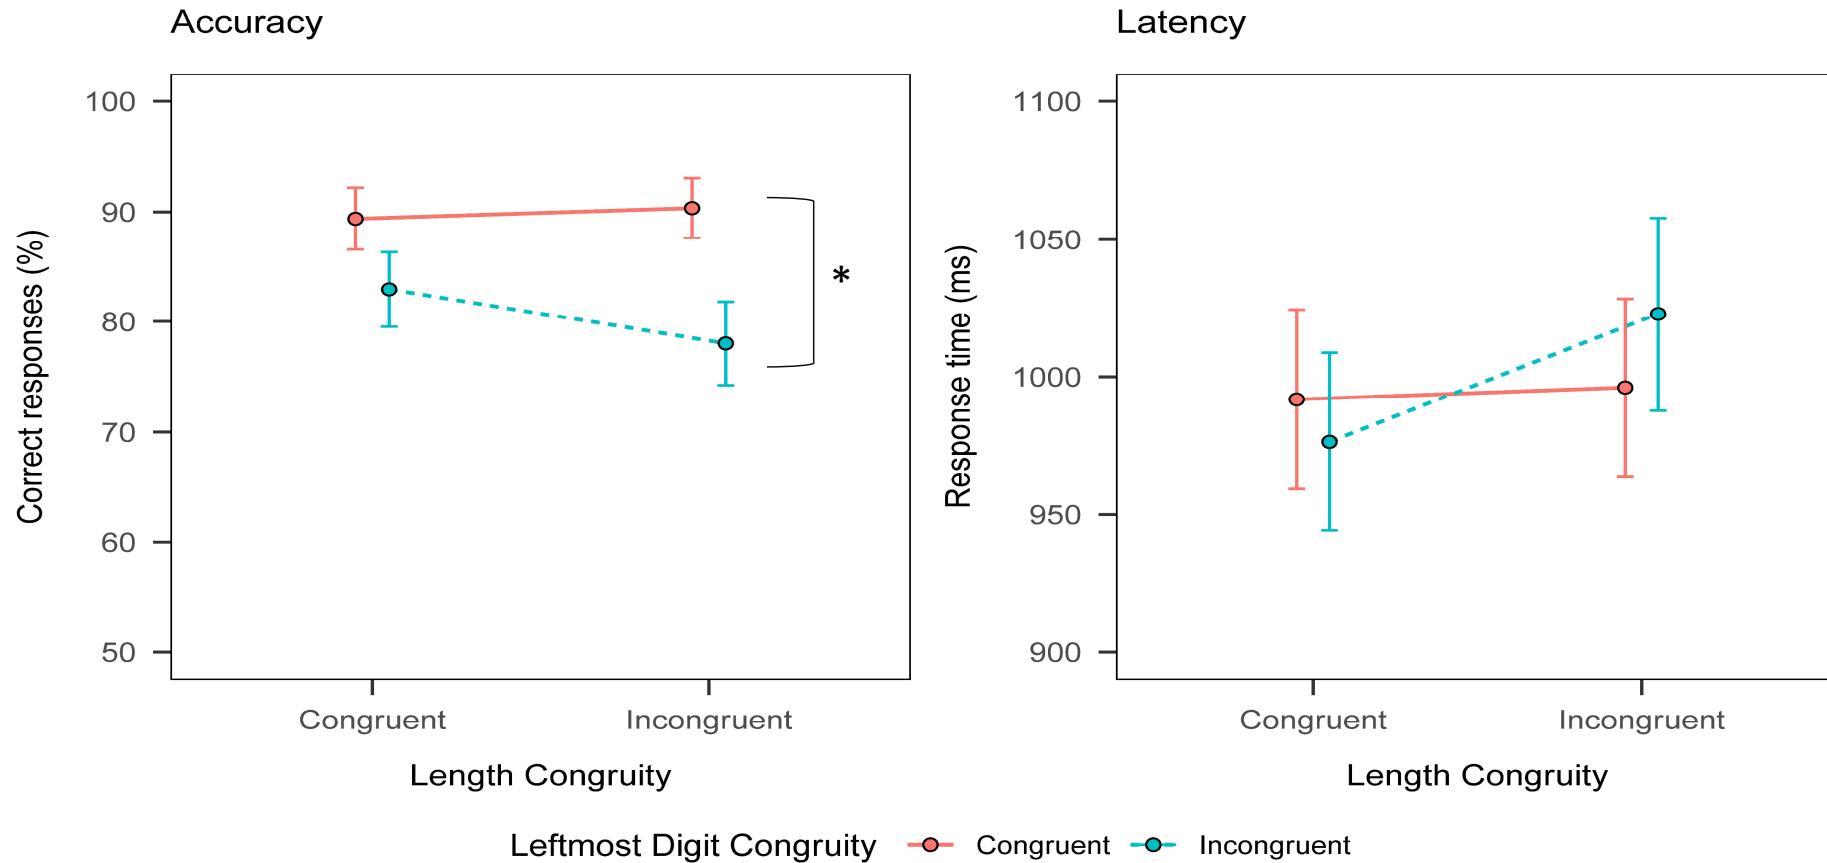 Accuracy
Correct responses (%)
100
90
80
70
60
50
*
Congruent
Incongruent
Length Congruity
Latency
Response time (ms)
1100
1050
1000
950
900
Congruent
Incongruent
Length Congruity
Leftmost Digit Congruity Congruent Incongruent